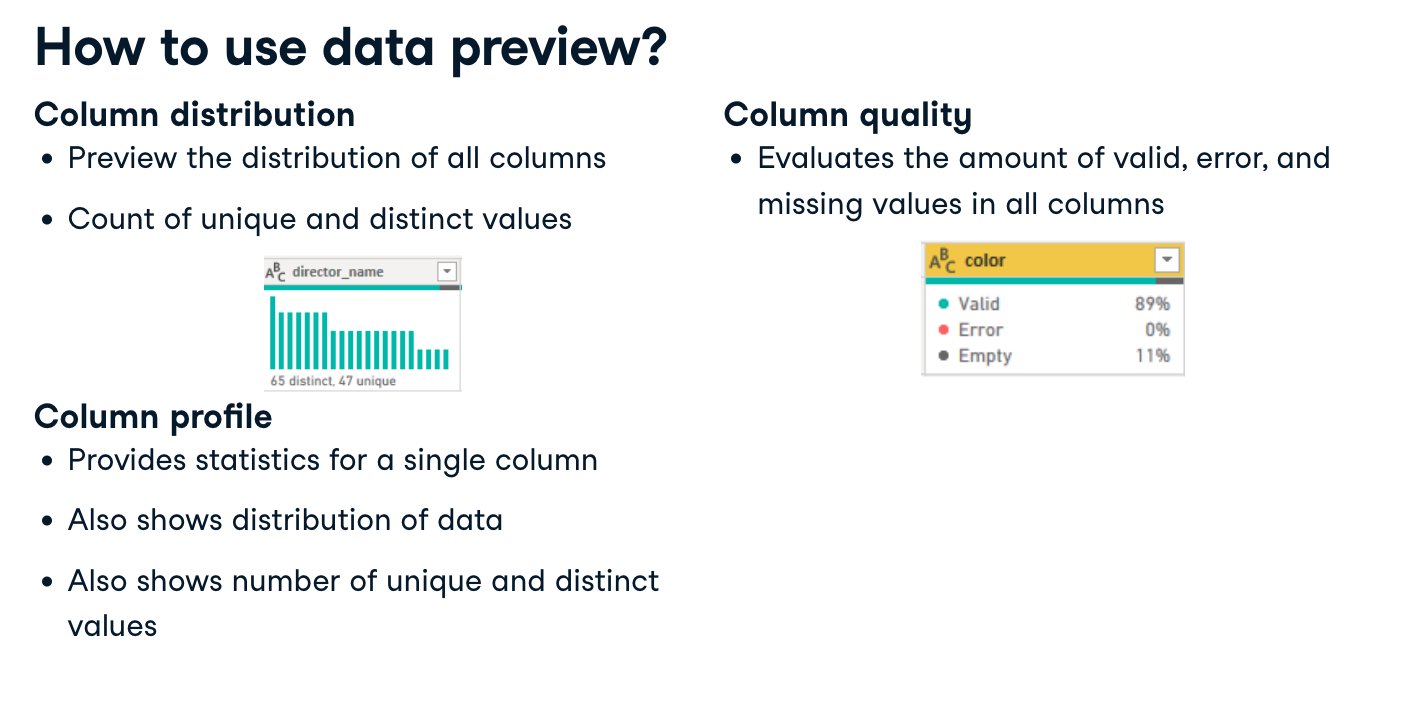 How to use data preview?
Column distribution
• Preview the distribution of all columns
• Count of unique and distinct values
ABC director_name
65 distinct, 47 unique
Column profile
• Provides statistics for a single column
• Also shows distribution of data
• Also shows number of unique and distinct
values
Column quality
• Evaluates the amount of valid, error, and
missing values in all columns
ABC color
Valid 89%
Error 0%
Empty 11%